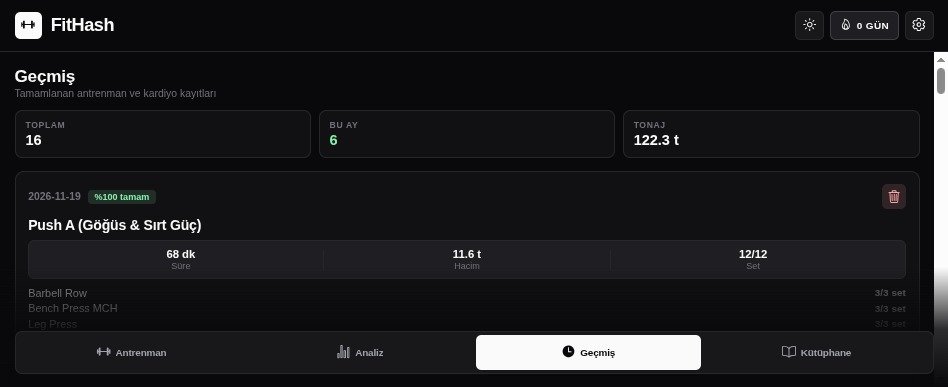 FitHash
0 GÜN
Geçmiş
Tamamlanan antrenman ve kardiyo kayıtları
TOPLAM
16
BU AY
6
TONAJ
122.3 t
2026-11-19
%100 tamam
Push A (Göğüs & Sırt Güç)
68 dk
Süre
11.6 t
Hacim
12/12
Set
Barbell Row
3/3 set
Bench Press MCH
3/3 set
Leg Press
3/3 set
Antrenman
Analiz
Geçmiş
Kütüphane